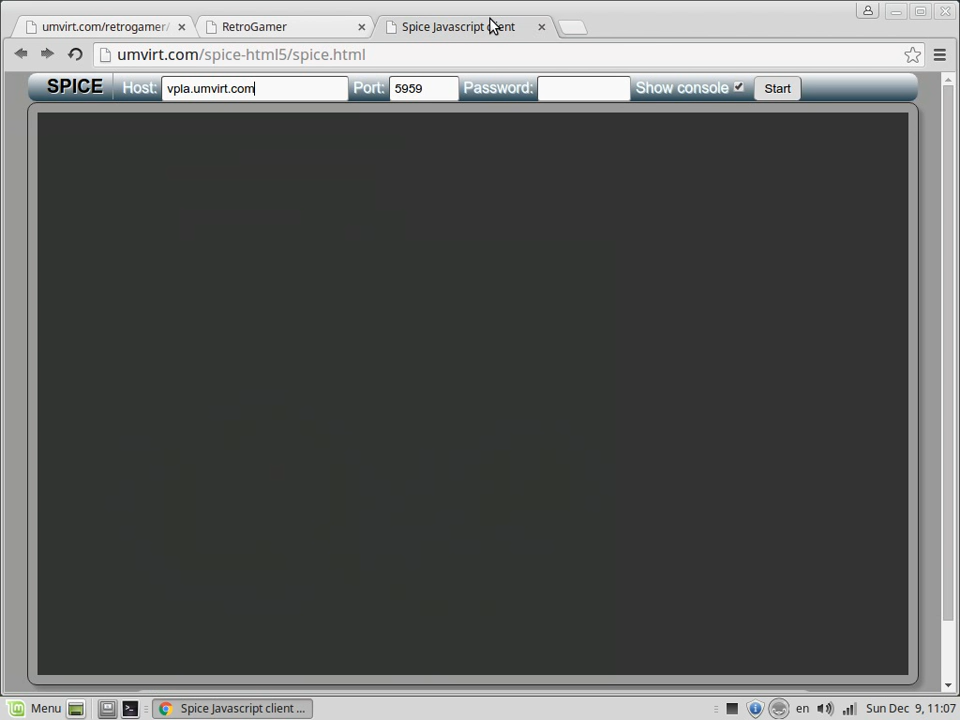 umvirt.com/retrogamer/
RetroGamer
Spice Javascript client
umvirt.com/spice-html5/spice.html
SPICE Host: vpla.umvirt.com Port: 5959 Password: Show console Start
Menu Spice Javascript client ... en Sun Dec 9, 11:07